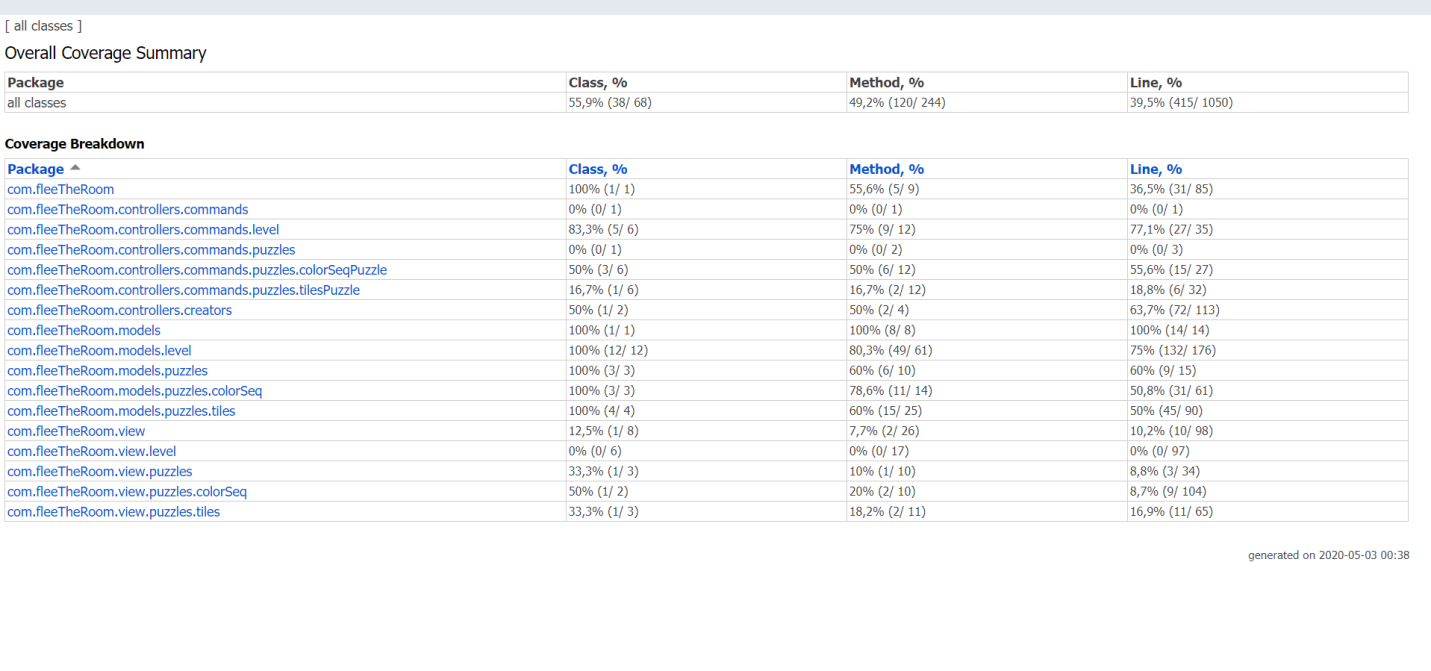 [ all classes ]
Overall Coverage Summary
Package Class, % Method, % Line, %
all classes 55,9% (38/ 68) 49,2% (120/ 244) 39,5% (415/ 1050)
Coverage Breakdown
Package Class, % Method, % Line, %
com.fleeTheRoom 100% (1/ 1) 55,6% (5/ 9) 36,5% (31/ 85)
com.fleeTheRoom.controllers.commands 0% (0/ 1) 0% (0/ 1) 0% (0/ 1)
com.fleeTheRoom.controllers.commands.level 83,3% (5/ 6) 75% (9/ 12) 77,1% (27/ 35)
com.fleeTheRoom.controllers.commands.puzzles 0% (0/ 1) 0% (0/ 2) 0% (0/ 3)
com.fleeTheRoom.controllers.commands.puzzles.colorSeqPuzzle 50% (3/ 6) 50% (6/ 12) 55,6% (15/ 27)
com.fleeTheRoom.controllers.commands.puzzles.tilesPuzzle 16,7% (1/ 6) 16,7% (2/ 12) 18,8% (6/ 32)
com.fleeTheRoom.controllers.creators 50% (1/ 2) 50% (2/ 4) 63,7% (72/ 113)
com.fleeTheRoom.models 100% (1/ 1) 100% (8/ 8) 100% (14/ 14)
com.fleeTheRoom.models.level 100% (12/ 12) 80,3% (49/ 61) 75% (132/ 176)
com.fleeTheRoom.models.puzzles 100% (3/ 3) 60% (6/ 10) 60% (9/ 15)
com.fleeTheRoom.models.puzzles.colorSeq 100% (3/ 3) 78,6% (11/ 14) 50,8% (31/ 61)
com.fleeTheRoom.models.puzzles.tiles 100% (4/ 4) 60% (15/ 25) 50% (45/ 90)
com.fleeTheRoom.view 12,5% (1/ 8) 7,7% (2/ 26) 10,2% (10/ 98)
com.fleeTheRoom.view.level 0% (0/ 6) 0% (0/ 17) 0% (0/ 97)
com.fleeTheRoom.view.puzzles 33,3% (1/ 3) 10% (1/ 10) 8,8% (3/ 34)
com.fleeTheRoom.view.puzzles.colorSeq 50% (1/ 2) 20% (2/ 10) 8,7% (9/ 104)
com.fleeTheRoom.view.puzzles.tiles 33,3% (1/ 3) 18,2% (2/ 11) 16,9% (11/ 65)
generated on 2020-05-03 00:38